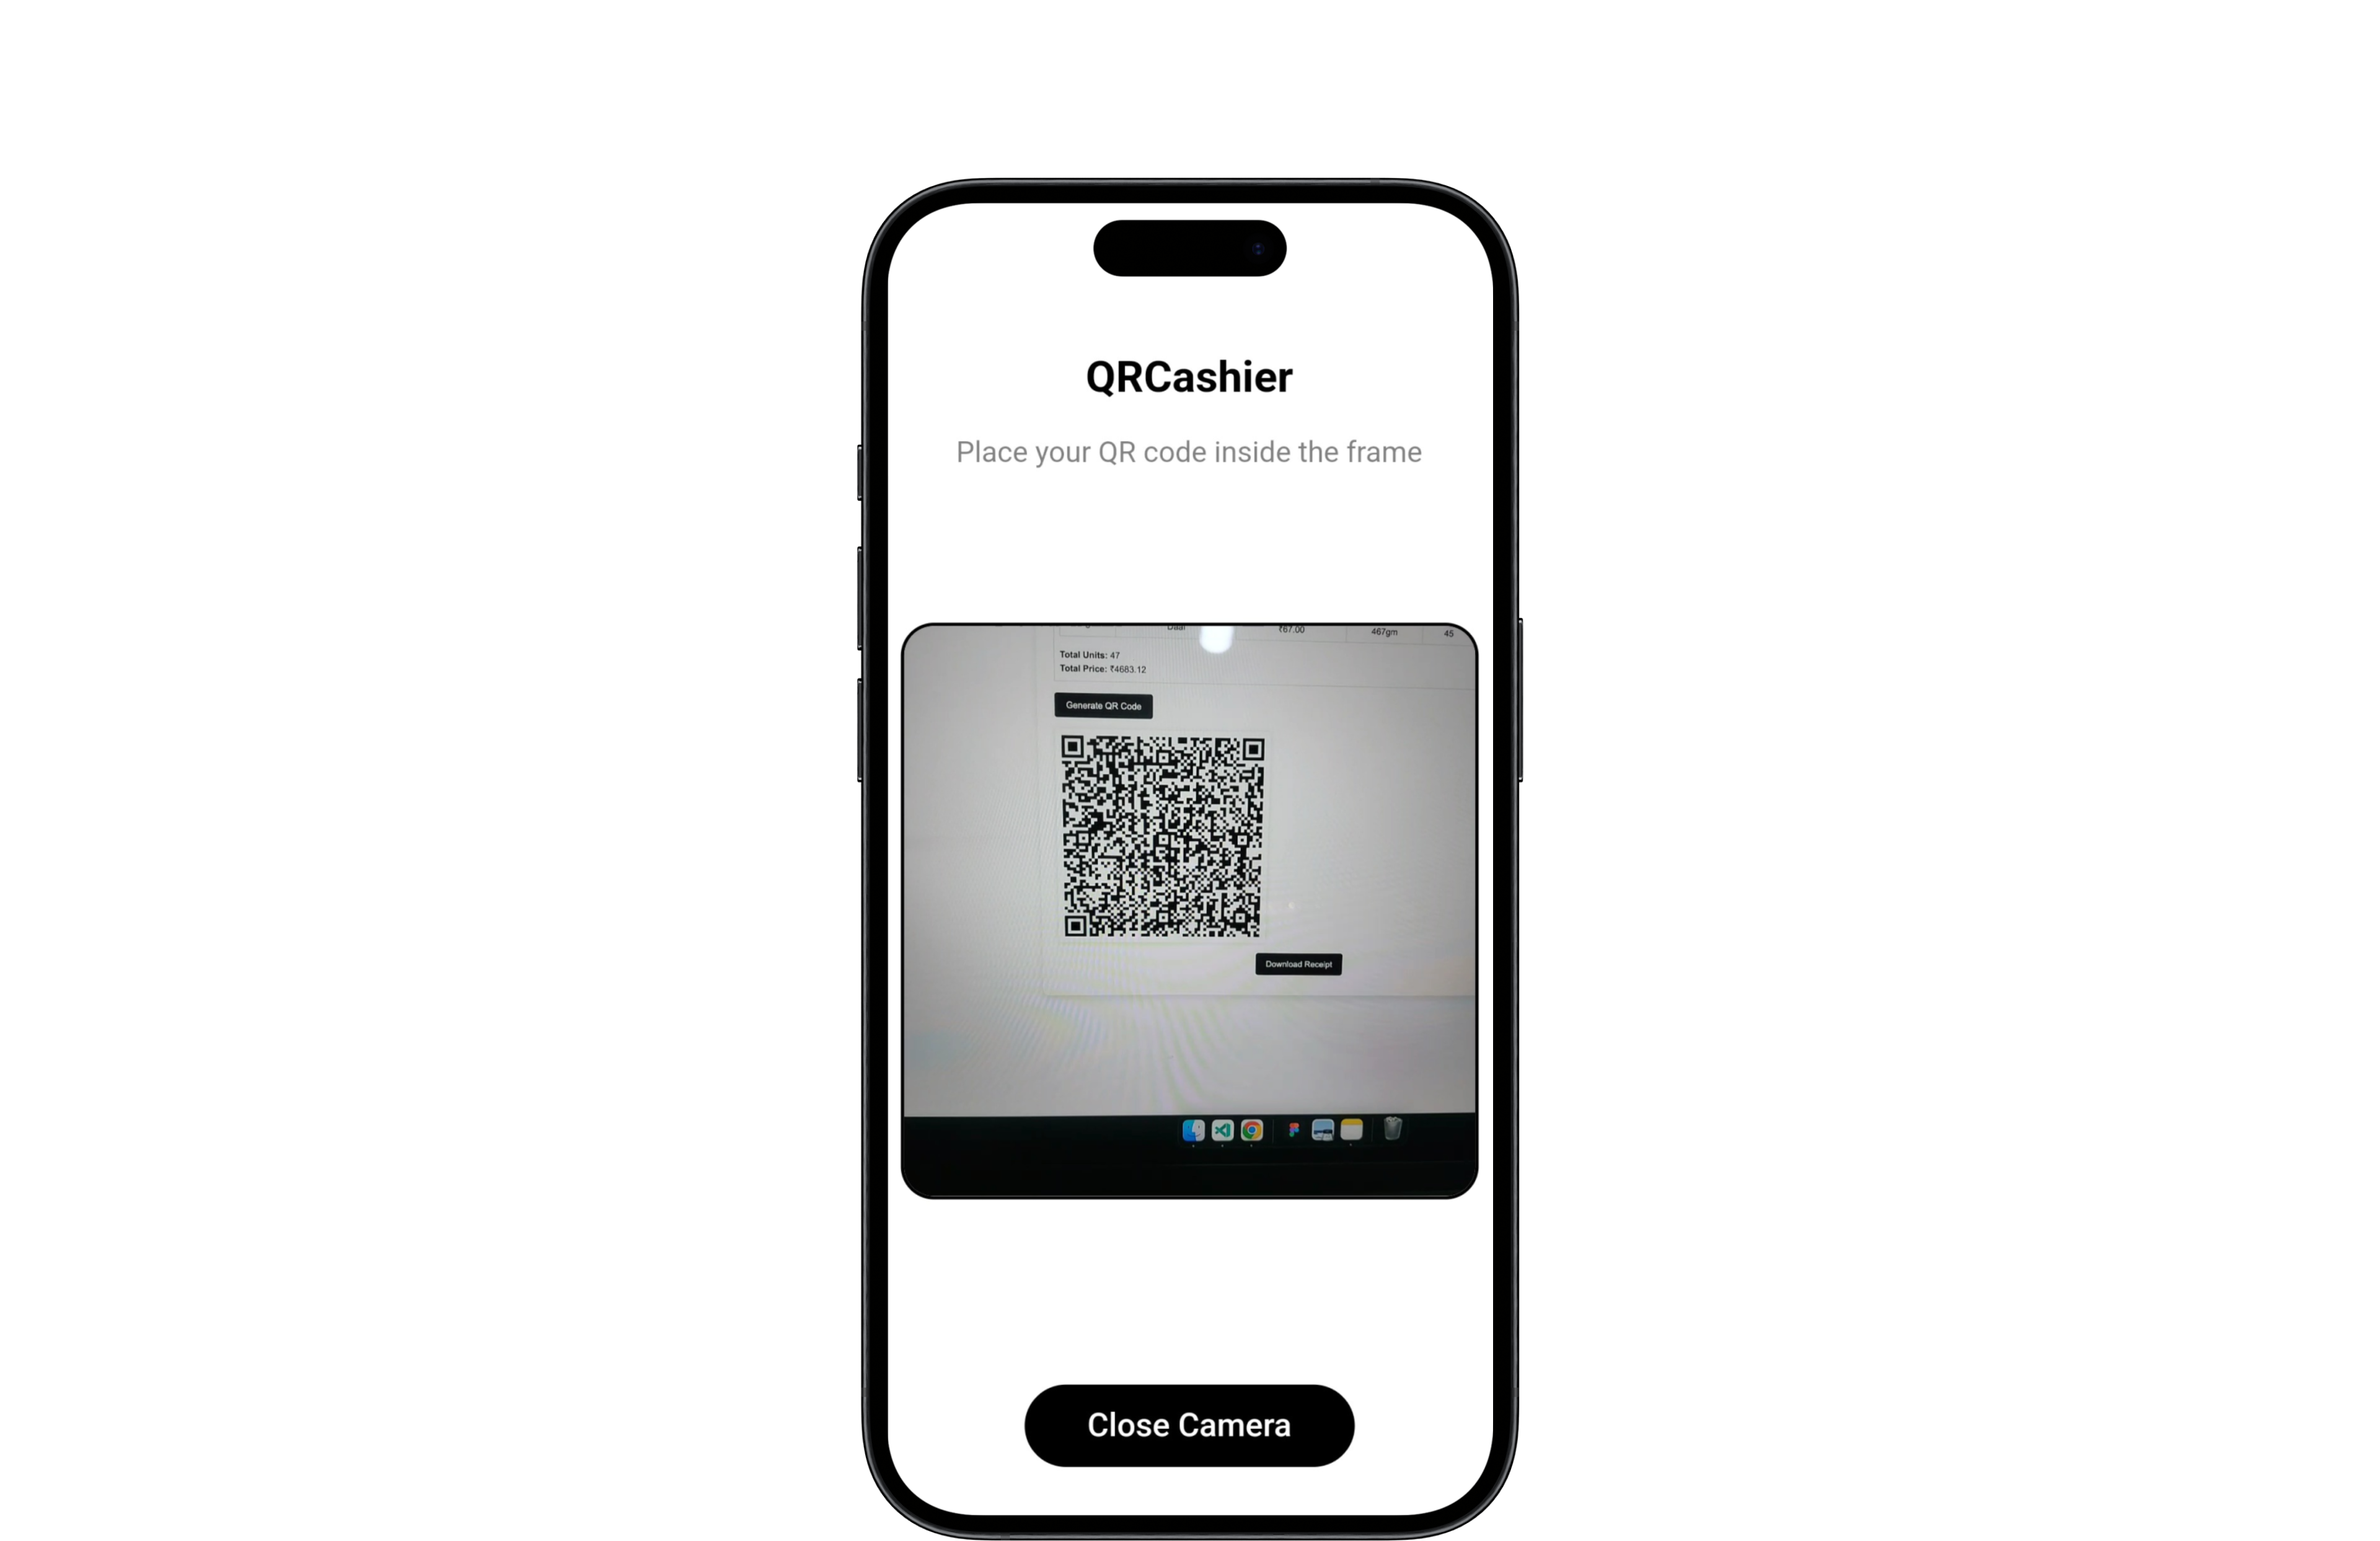 QRCashier
Place your QR code inside the frame
₹67.00 467gm 45
Total Units: 47
Total Price: ₹4683.12
Generate QR Code
Download Receipt
Close Camera